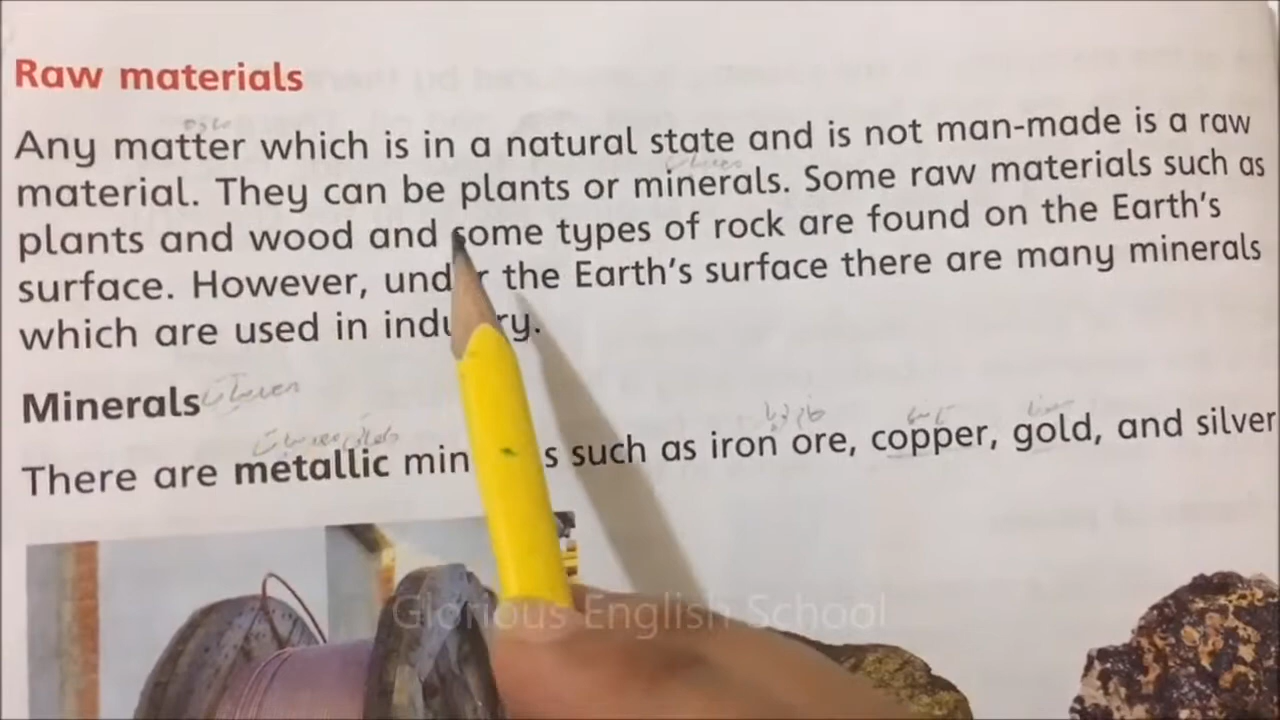 Raw materials
Any matter which is in a natural state and is not man-made is a raw
material. They can be plants or minerals. Some raw materials such as
plants and wood and some types of rock are found on the Earth's
surface. However, und r the Earth's surface there are many minerals
which are used in indu ry.
Minerals معدنیات
There are metallic min s such as iron ore, copper, gold, and silver
Glorious English School